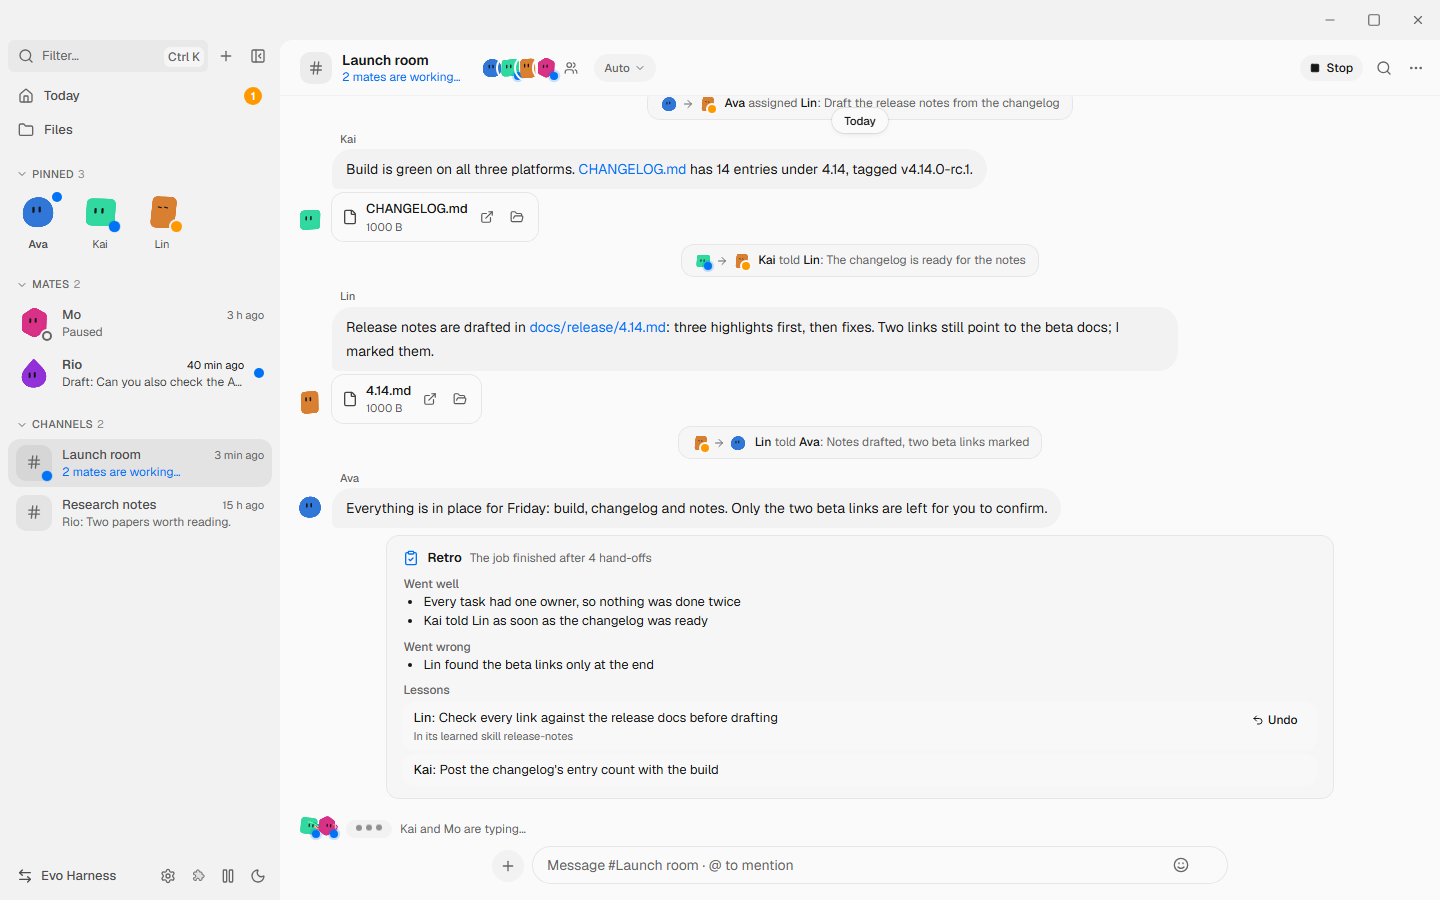 Filter...
Ctrl K
Today
1
Files
PINNED 3
Ava
Kai
Lin
MATES 2
Mo
3 h ago
Paused
Rio
40 min ago
Draft: Can you also check the A...
CHANNELS 2
Launch room
3 min ago
2 mates are working...
Research notes
15 h ago
Rio: Two papers worth reading.
Evo Harness
Launch room
2 mates are working...
Auto
Stop
Ava assigned Lin: Draft the release notes from the changelog
Today
Kai
Build is green on all three platforms. CHANGELOG.md has 14 entries under 4.14, tagged v4.14.0-rc.1.
CHANGELOG.md
1000 B
Kai told Lin: The changelog is ready for the notes
Lin
Release notes are drafted in docs/release/4.14.md: three highlights first, then fixes. Two links still point to the beta docs; I
marked them.
4.14.md
1000 B
Lin told Ava: Notes drafted, two beta links marked
Ava
Everything is in place for Friday: build, changelog and notes. Only the two beta links are left for you to confirm.
Retro The job finished after 4 hand-offs
Went well
• Every task had one owner, so nothing was done twice
• Kai told Lin as soon as the changelog was ready
Went wrong
• Lin found the beta links only at the end
Lessons
Lin: Check every link against the release docs before drafting
Undo
In its learned skill release-notes
Kai: Post the changelog's entry count with the build
Kai and Mo are typing...
Message #Launch room · @ to mention